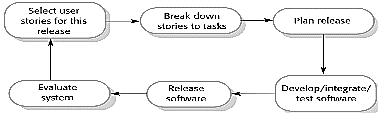 Select user
stories for this
release
Break down
stories to tasks
Plan release
Evaluate
system
Release
software
Develop/integrate/
test software